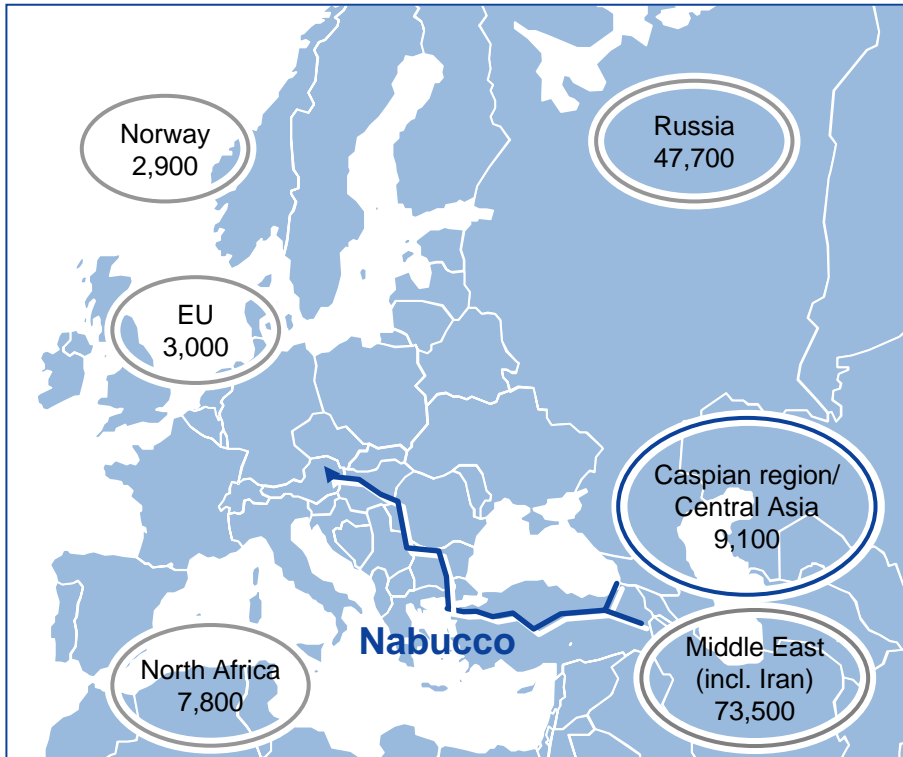 Norway
2,900
Russia
47,700
EU
3,000
Caspian region/
Central Asia
9,100
Nabucco
North Africa
7,800
Middle East
(incl. Iran)
73,500